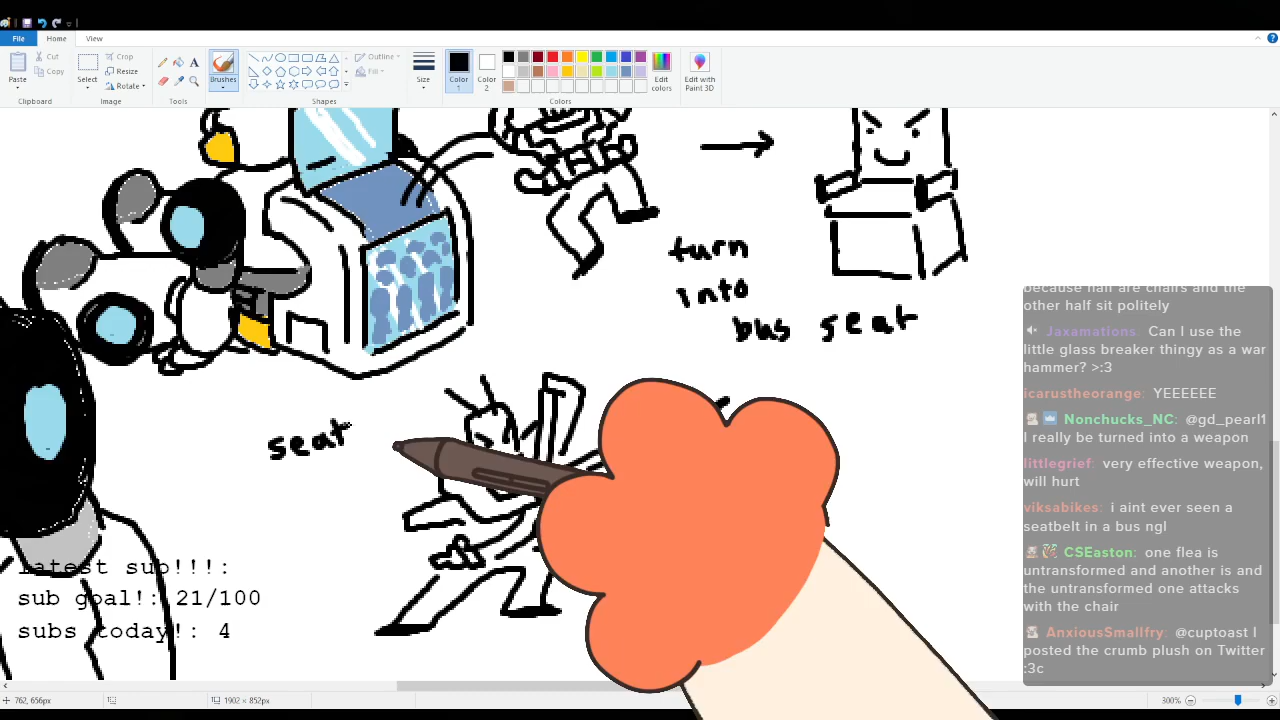 File Home View
Cut
Copy
Paste
Clipboard
Select
Crop
Resize
Rotate
Image
A
Tools
Brushes
Outline
Fill
Shapes
Size
Color 1
Color 2
Edit colors
Colors
Edit with Paint 3D
turn
into
bus seat
seat
latest sub!!!:
sub goal!: 21/100
subs today!: 4
because half are chairs and the
other half sit politely
Jaxamations: Can I use the
little glass breaker thingy as a war
hammer? >:3
icarustheorange: YEEEEEE
Nonchucks_NC: @gd_pearl1
I really be turned into a weapon
littlegrief: very effective weapon,
will hurt
viksabikes: i aint ever seen a
seatbelt in a bus ngl
CSEaston: one flea is
untransformed and another is and
the untransformed one attacks
with the chair
AnxiousSmallfry: @cuptoast I
posted the crumb plush on Twitter
:3c
762, 656px
1902 × 852px
300%